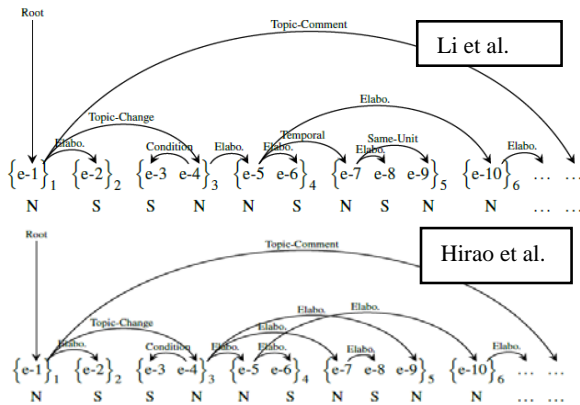 Topic-Comment
Li et al.
Root
Topic-Change
Elabo.
Elabo.
Condition
Elabo.
Temporal
Elabo.
Same-Unit
Elabo.
{e-1}1 {e-2}2 {e-3 e-4}3 {e-5 e-6}4 {e-7 e-8 e-9}5 {e-10}6 ... ...
N S S N N S N S N N ... ...
Root
Topic-Comment
Hirao et al.
Elabo.
Elabo.
Topic-Change
Elabo.
Elabo.
Condition
Elabo.
Elabo.
Elabo.
Elabo.
{e-1}1 {e-2}2 {e-3 e-4}3 {e-5 e-6}4 {e-7 e-8 e-9}5 {e-10}6 ... ...
N S S N N S N S N N ... ...